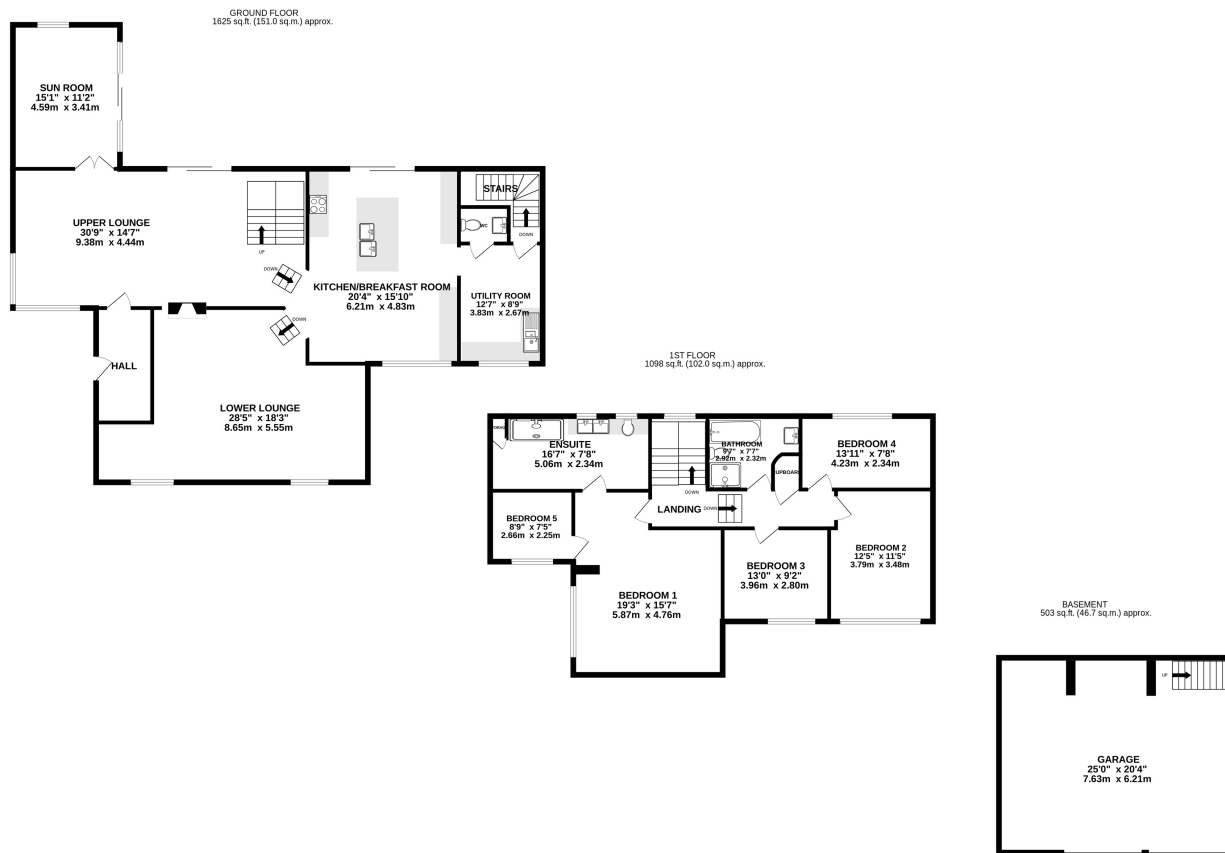 GROUND FLOOR
1625 sq.ft. (151.0 sq.m.) approx.
SUN ROOM
15'1" x 11'2"
4.59m x 3.41m
UPPER LOUNGE
30'9" x 14'7"
9.38m x 4.44m
UP
DOWN
DOWN
KITCHEN/BREAKFAST ROOM
20'4" x 15'10"
6.21m x 4.83m
STAIRS
WC
DOWN
UTILITY ROOM
12'7" x 8'9"
3.83m x 2.67m
HALL
LOWER LOUNGE
28'5" x 18'3"
8.65m x 5.55m
1ST FLOOR
1098 sq.ft. (102.0 sq.m.) approx.
ENSUITE
16'7" x 7'8"
5.06m x 2.34m
BATHROOM
9'7" x 7'7"
2.92m x 2.32m
UPBOAR
BEDROOM 4
13'11" x 7'8"
4.23m x 2.34m
DOWN
LANDING
DOWN
BEDROOM 5
8'9" x 7'5"
2.66m x 2.25m
BEDROOM 1
19'3" x 15'7"
5.87m x 4.76m
BEDROOM 3
13'0" x 9'2"
3.96m x 2.80m
BEDROOM 2
12'5" x 11'5"
3.79m x 3.48m
BASEMENT
503 sq.ft. (46.7 sq.m.) approx.
UP
GARAGE
25'0" x 20'4"
7.63m x 6.21m